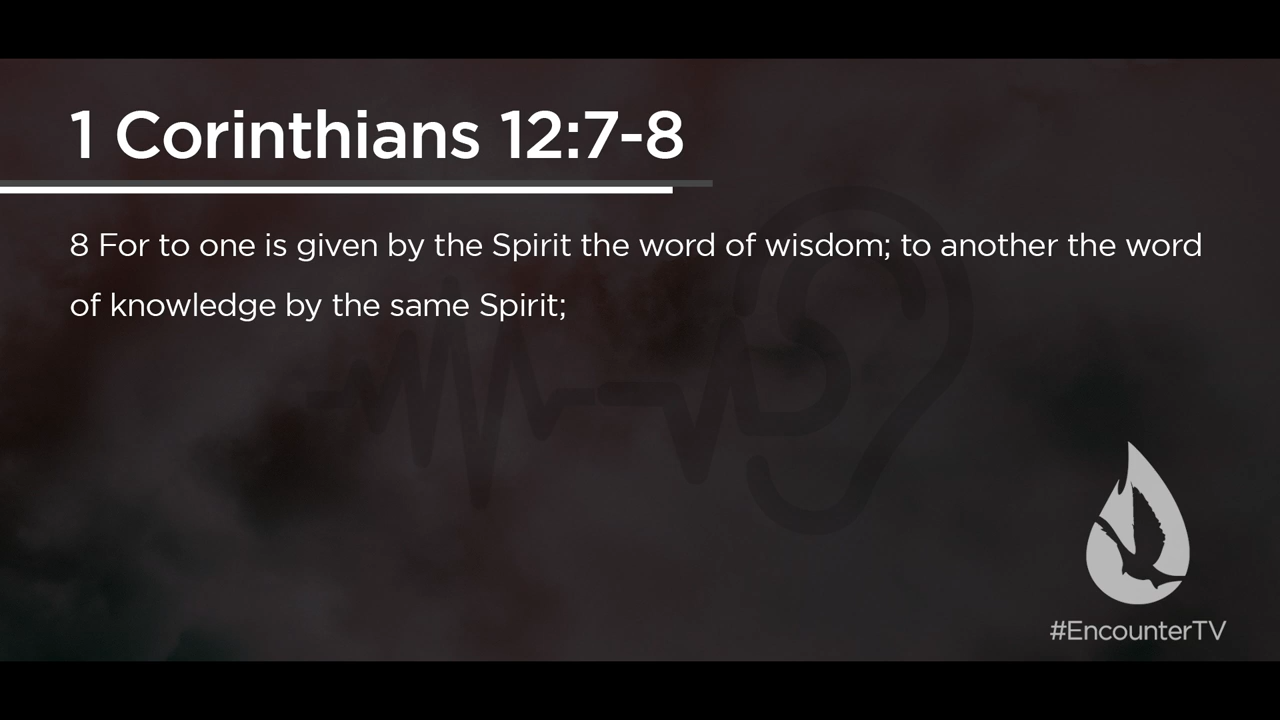 1 Corinthians 12:7-8
8 For to one is given by the Spirit the word of wisdom; to another the word
of knowledge by the same Spirit;
#EncounterTV